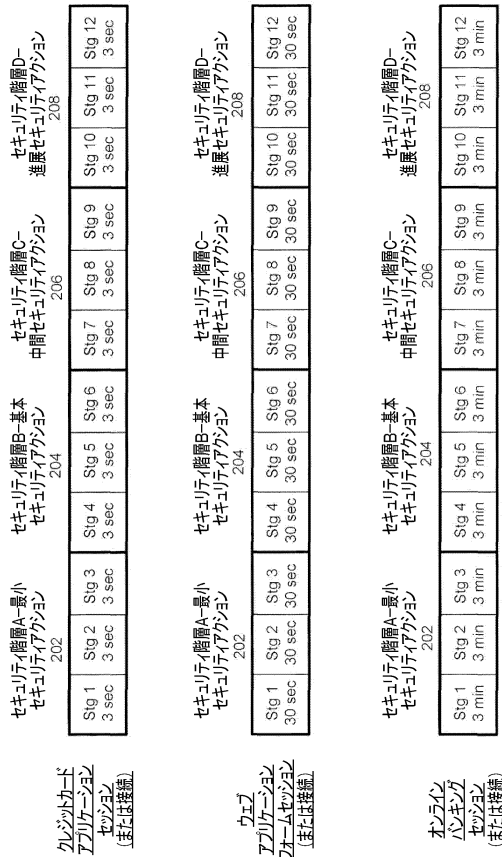 クレジットカード
アプリケーション
セッション
(または接続)
セキュリティ階層A-最小
セキュリティアクション
202
セキュリティ階層B-基本
セキュリティアクション
204
セキュリティ階層C-
中間セキュリティアクション
206
セキュリティ階層D-
進展セキュリティアクション
208
Stg 1 Stg 2 Stg 3 Stg 4 Stg 5 Stg 6 Stg 7 Stg 8 Stg 9 Stg 10 Stg 11 Stg 12
3 sec 3 sec 3 sec 3 sec 3 sec 3 sec 3 sec 3 sec 3 sec 3 sec 3 sec 3 sec
ウェブ
アプリケーション
フォームセッション
(または接続)
セキュリティ階層A-最小
セキュリティアクション
202
セキュリティ階層B-基本
セキュリティアクション
204
セキュリティ階層C-
中間セキュリティアクション
206
セキュリティ階層D-
進展セキュリティアクション
208
Stg 1 Stg 2 Stg 3 Stg 4 Stg 5 Stg 6 Stg 7 Stg 8 Stg 9 Stg 10 Stg 11 Stg 12
30 sec 30 sec 30 sec 30 sec 30 sec 30 sec 30 sec 30 sec 30 sec 30 sec 30 sec 30 sec
オンライン
バンキング
セッション
(または接続)
セキュリティ階層A-最小
セキュリティアクション
202
セキュリティ階層B-基本
セキュリティアクション
204
セキュリティ階層C-
中間セキュリティアクション
206
セキュリティ階層D-
進展セキュリティアクション
208
Stg 1 Stg 2 Stg 3 Stg 4 Stg 5 Stg 6 Stg 7 Stg 8 Stg 9 Stg 10 Stg 11 Stg 12
3 min 3 min 3 min 3 min 3 min 3 min 3 min 3 min 3 min 3 min 3 min 3 min